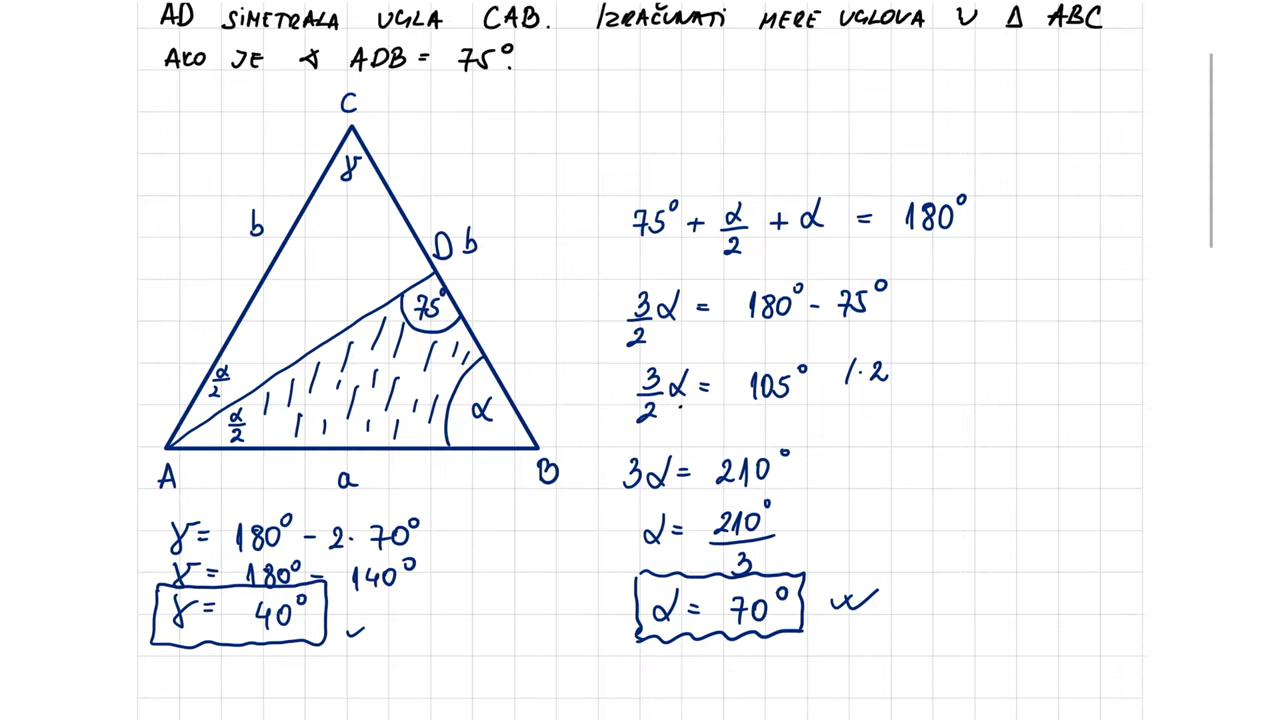 AD SIMETRALA UGLA CAB. IZRAČUNATI MERE UGLOVA U Δ ABC
AKO JE ∢ ADB = 75°.
C
γ
b
D b
75°
α/2
α/2
α
A
a
B
γ = 180° - 2 · 70°
γ = 180° - 140°
γ = 40°
75° + α/2 + α = 180°
3/2 α = 180° - 75°
3/2 α = 105° / · 2
3α = 210°
α = 210°/3
α = 70°